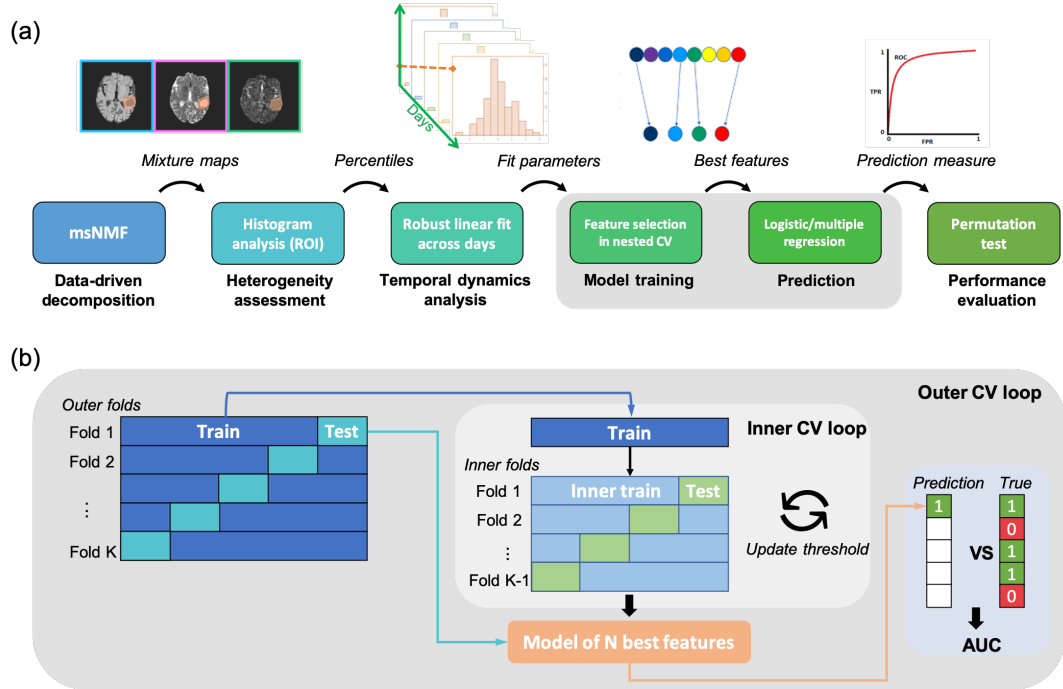 (a)
Days
1
ROC
TPR
0
FPR
1
Mixture maps
Percentiles
Fit parameters
Best features
Prediction measure
msNMF
Histogram
analysis (ROI)
Robust linear fit
across days
Feature selection
in nested CV
Logistic/multiple
regression
Permutation
test
Data-driven
decomposition
Heterogeneity
assessment
Temporal dynamics
analysis
Model training
Prediction
Performance
evaluation
(b)
Outer CV loop
Outer folds
Fold 1
Train
Test
Fold 2
...
Fold K
Inner CV loop
Train
Inner folds
Fold 1
Inner train
Test
Fold 2
...
Fold K-1
Update threshold
Model of N best features
Prediction
True
1
1
0
1
1
0
VS
AUC